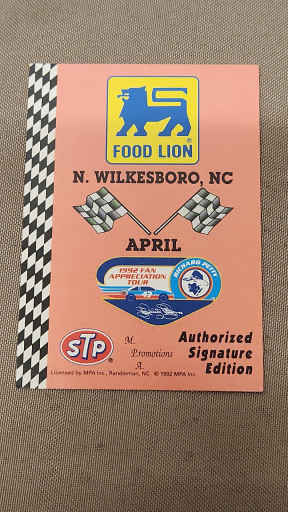 FOOD LION
N. WILKESBORO, NC
APRIL
1992 FAN
APPRECIATION
TOUR
RICHARD PETTY
43
STP®
M.
P.romotions
A.
Authorized
Signature
Edition
Licensed by MPA Inc., Randleman, NC © 1992 MPA Inc.